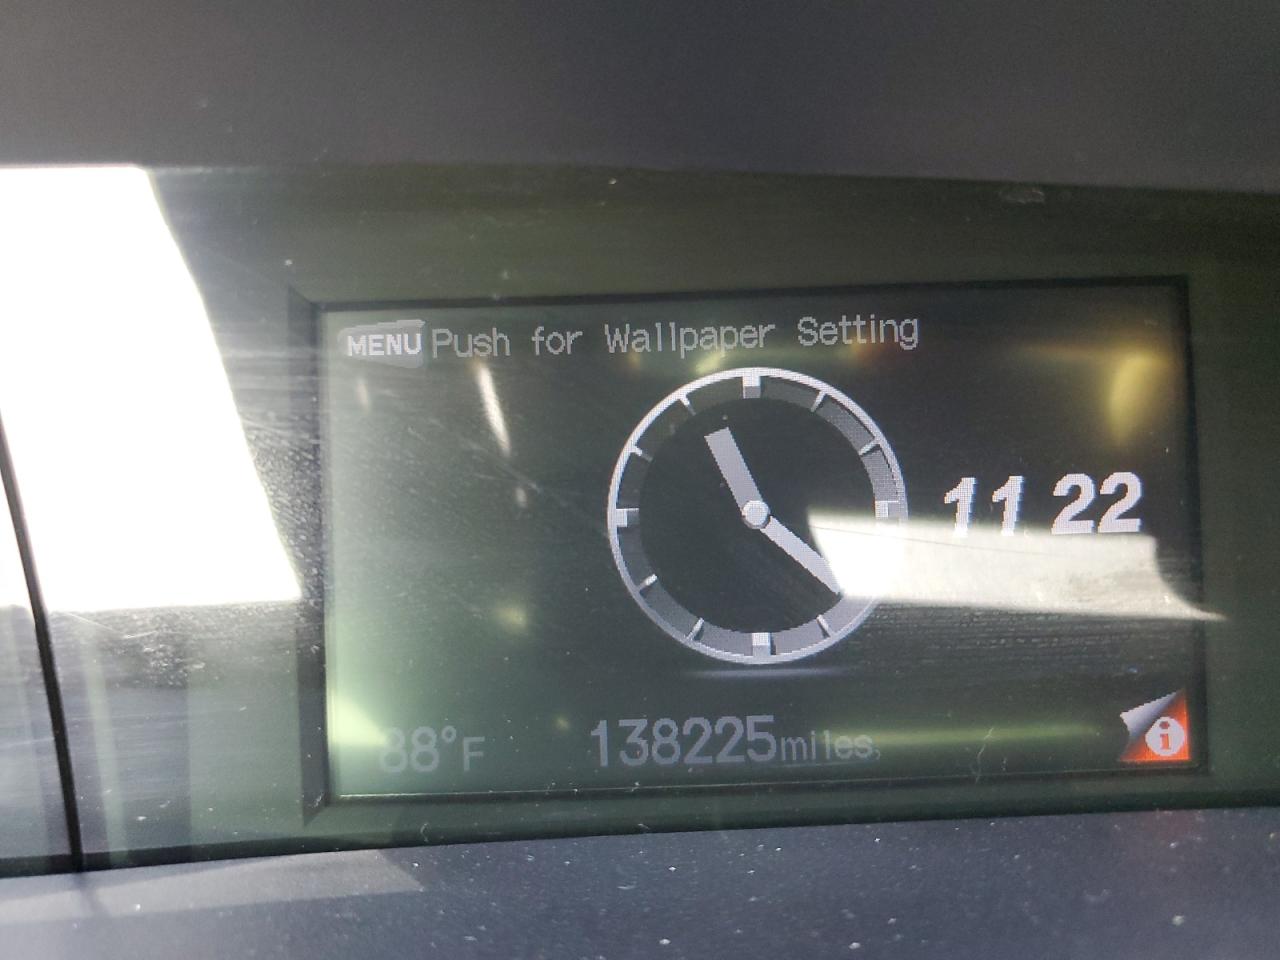 MENU Push for Wallpaper Setting
11 22
88°F 138225miles
i